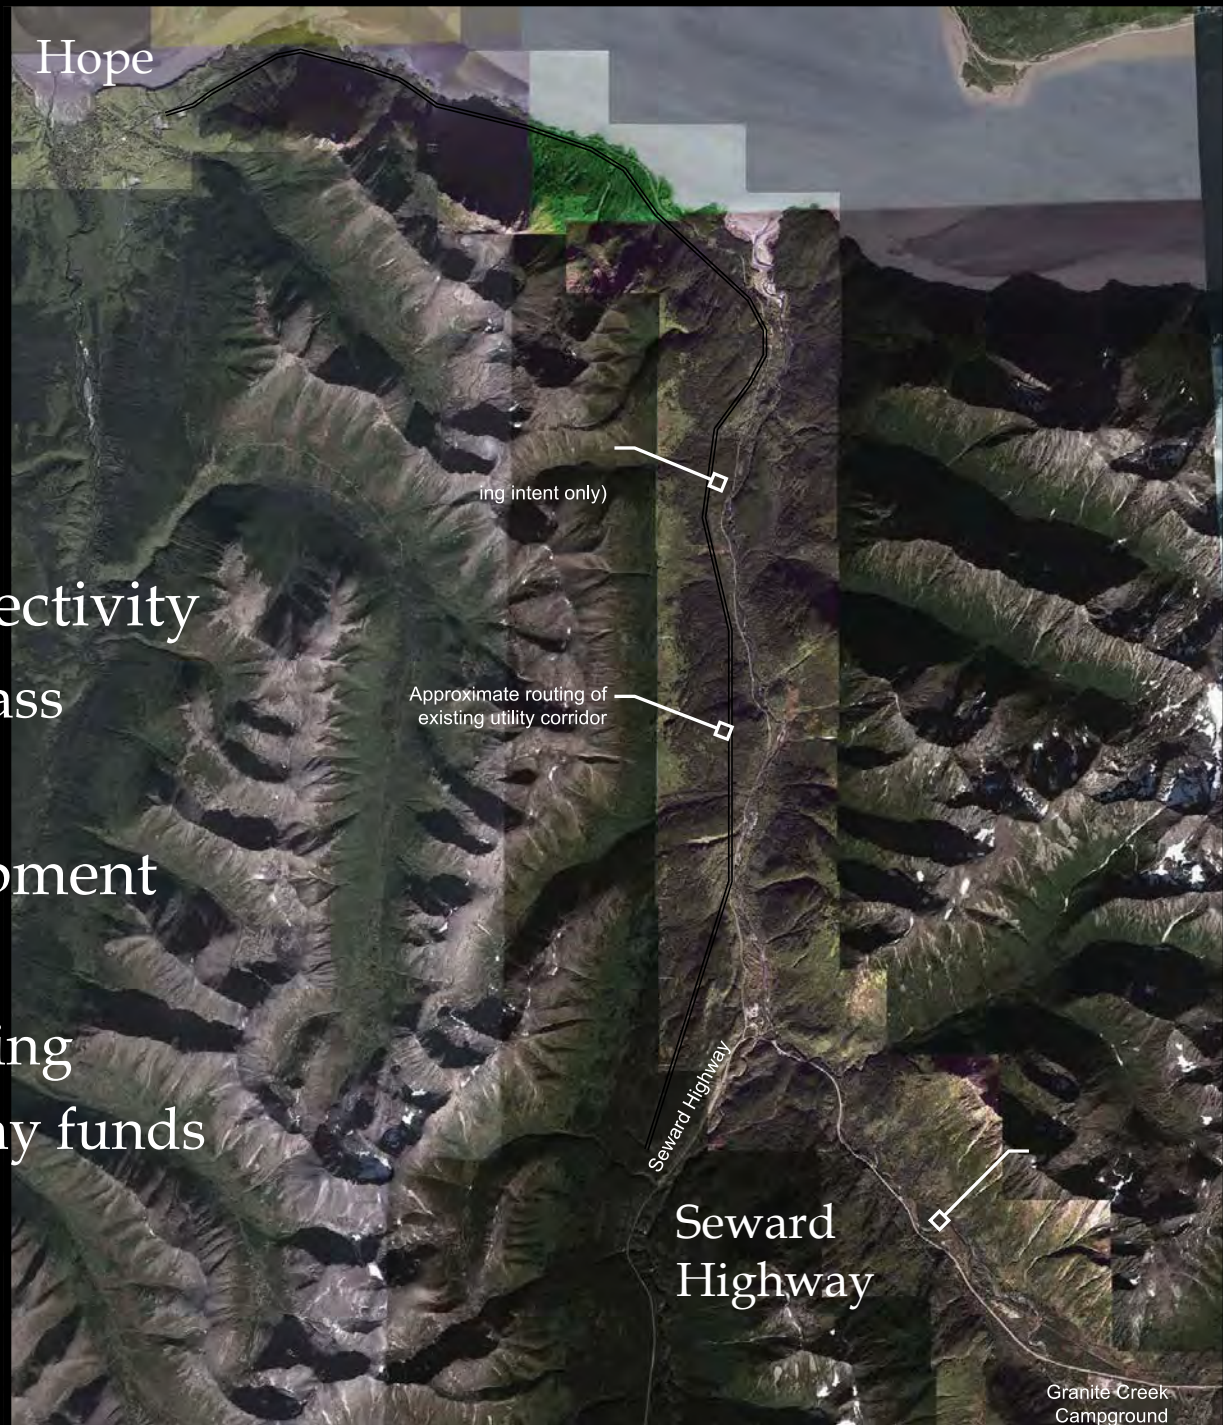 Hope
ing intent only)
ectivity
ass
Approximate routing of
existing utility corridor
pment
ing
ny funds
Seward Highway
Seward
Highway
Granite Creek
Campground